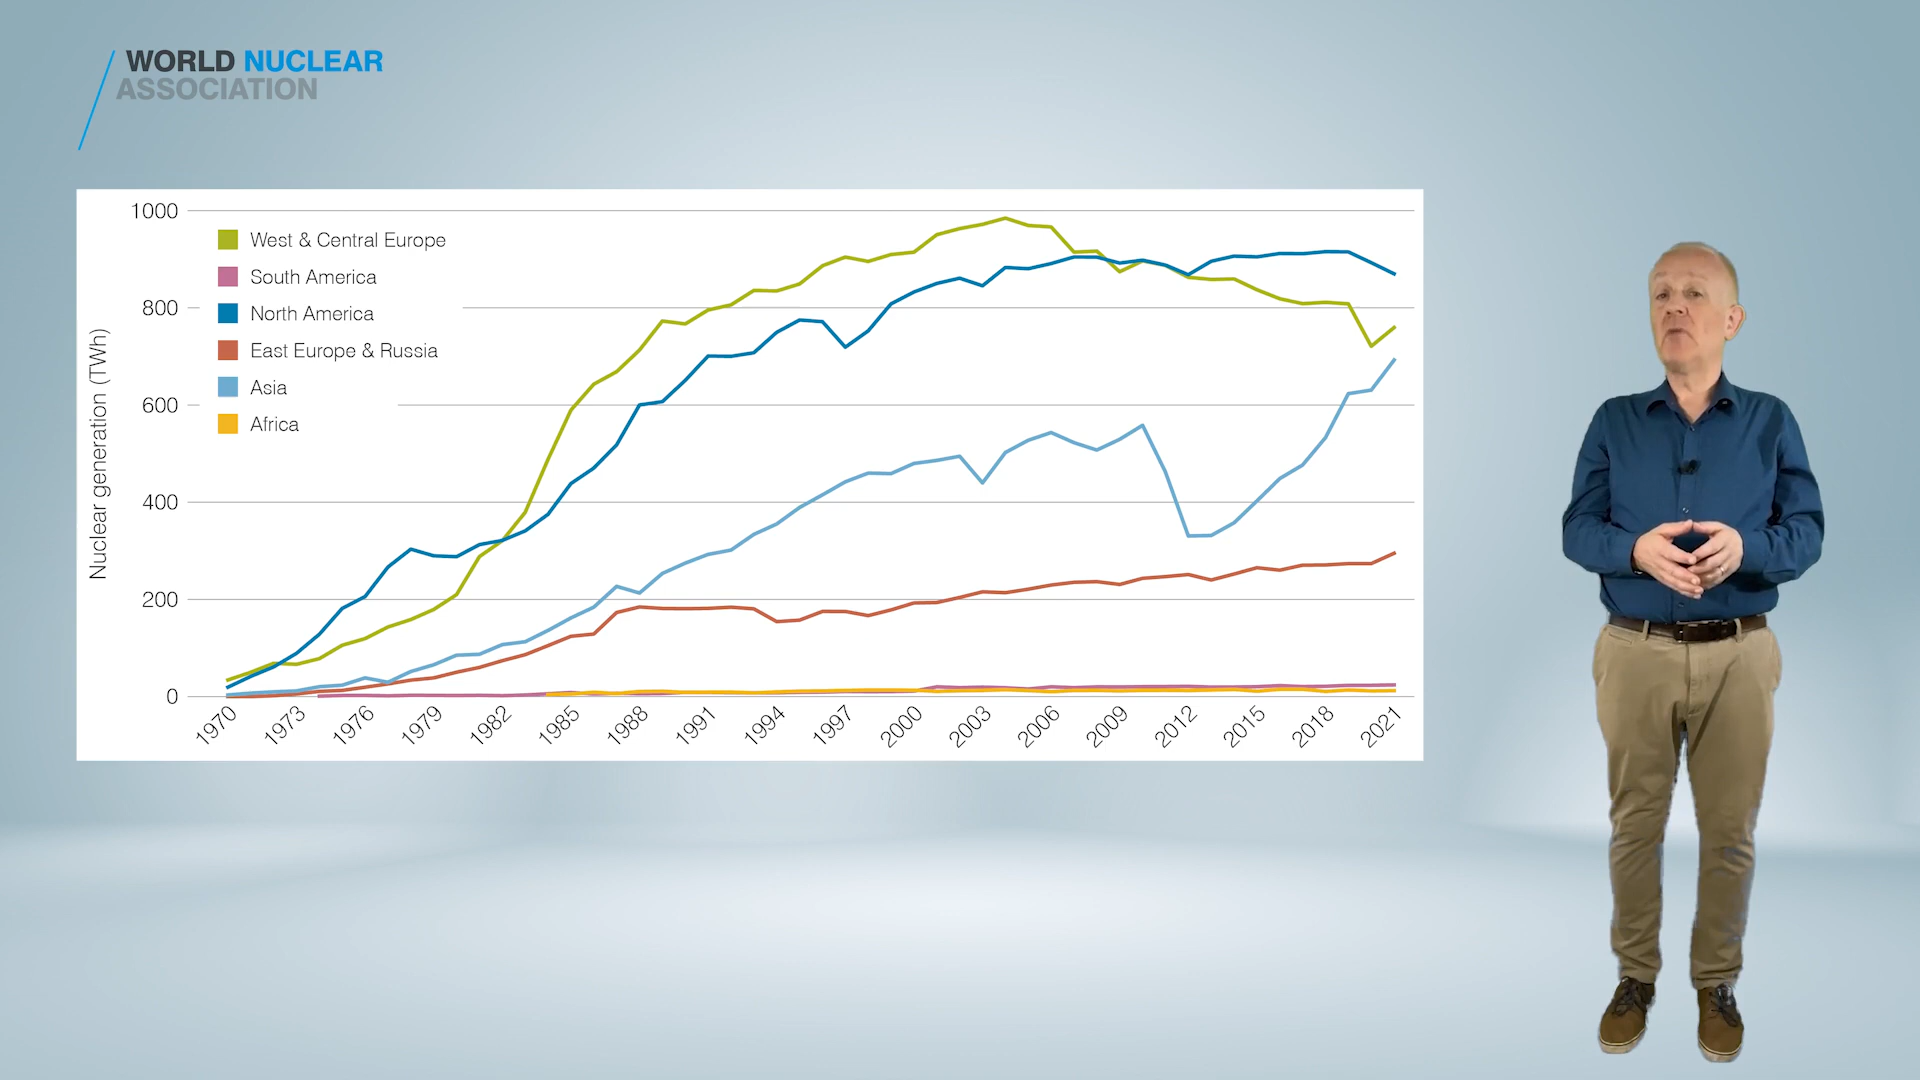 WORLD NUCLEAR
ASSOCIATION
Nuclear generation (TWh)
1000
800
600
400
200
0
West & Central Europe
South America
North America
East Europe & Russia
Asia
Africa
1970
1973
1976
1979
1982
1985
1988
1991
1994
1997
2000
2003
2006
2009
2012
2015
2018
2021